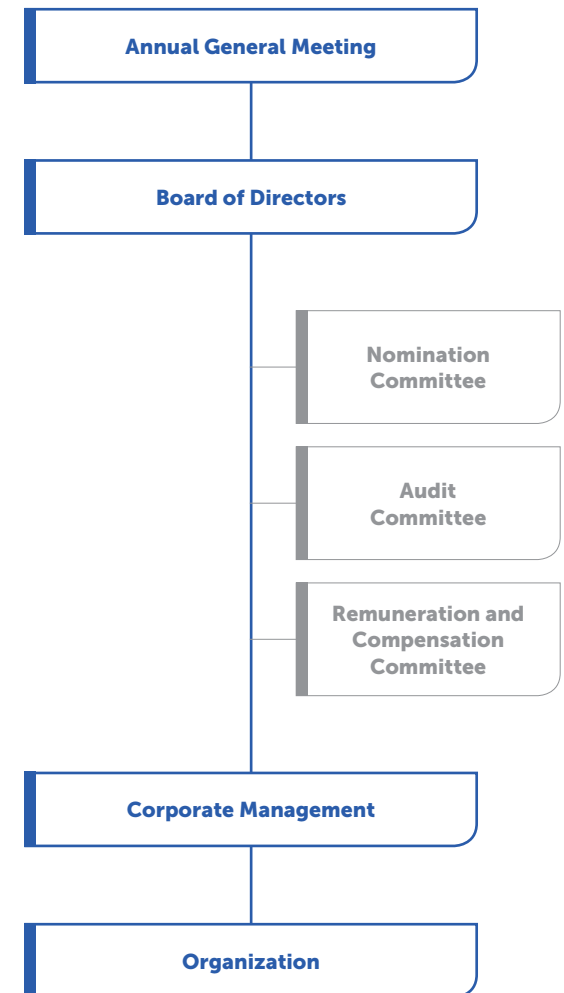 Annual General Meeting
Board of Directors
Nomination
Committee
Audit
Committee
Remuneration and
Compensation
Committee
Corporate Management
Organization